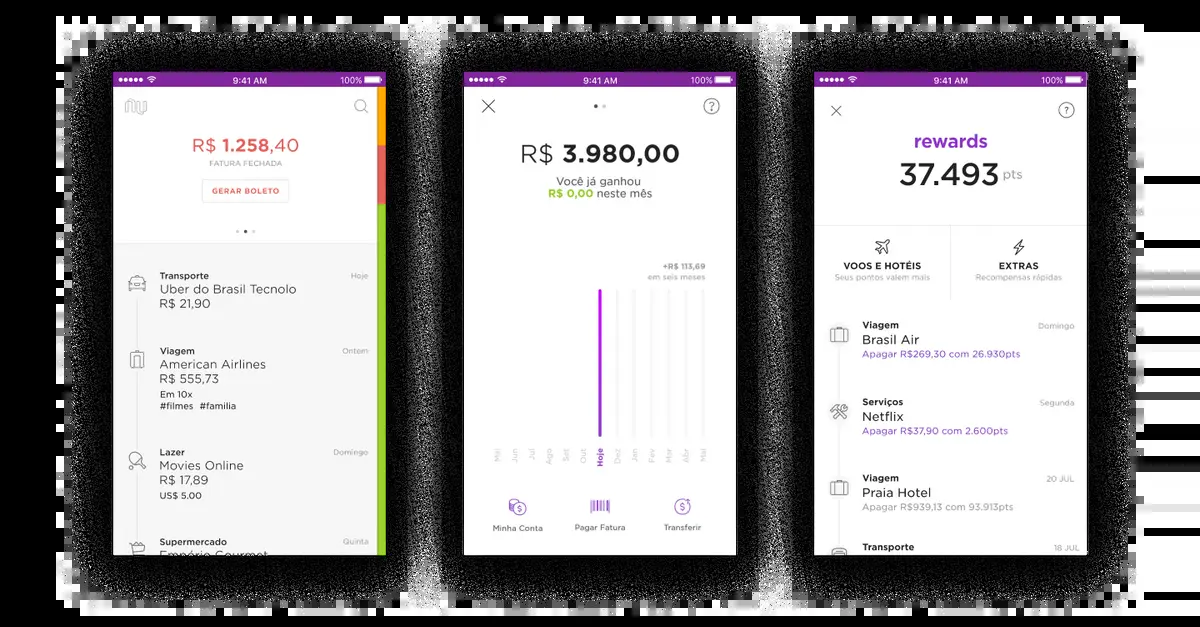 9:41 AM
100%
nu
R$ 1.258,40
FATURA FECHADA
GERAR BOLETO
Transporte
Hoje
Uber do Brasil Tecnolo
R$ 21,90
Viagem
Ontem
American Airlines
R$ 555,73
Em 10x
#filmes #familia
Lazer
Domingo
Movies Online
R$ 17,89
US$ 5.00
Supermercado
Quinta
Empório Gourmet
9:41 AM
100%
?
R$ 3.980,00
Você já ganhou
R$ 0,00 neste mês
+R$ 113,69
em seis meses
Mai
Jun
Jul
Ago
Set
Out
Hoje
Dez
Jan
Fev
Mar
Abr
Mai
Minha Conta
Pagar Fatura
Transferir
9:41 AM
100%
?
rewards
37.493 pts
VOOS E HOTÉIS
Seus pontos valem mais
EXTRAS
Recompensas rápidas
Viagem
Domingo
Brasil Air
Apagar R$269,30 com 26.930pts
Serviços
Segunda
Netflix
Apagar R$37,90 com 2.600pts
Viagem
20 JUL
Praia Hotel
Apagar R$939,13 com 93.913pts
Transporte
18 JUL